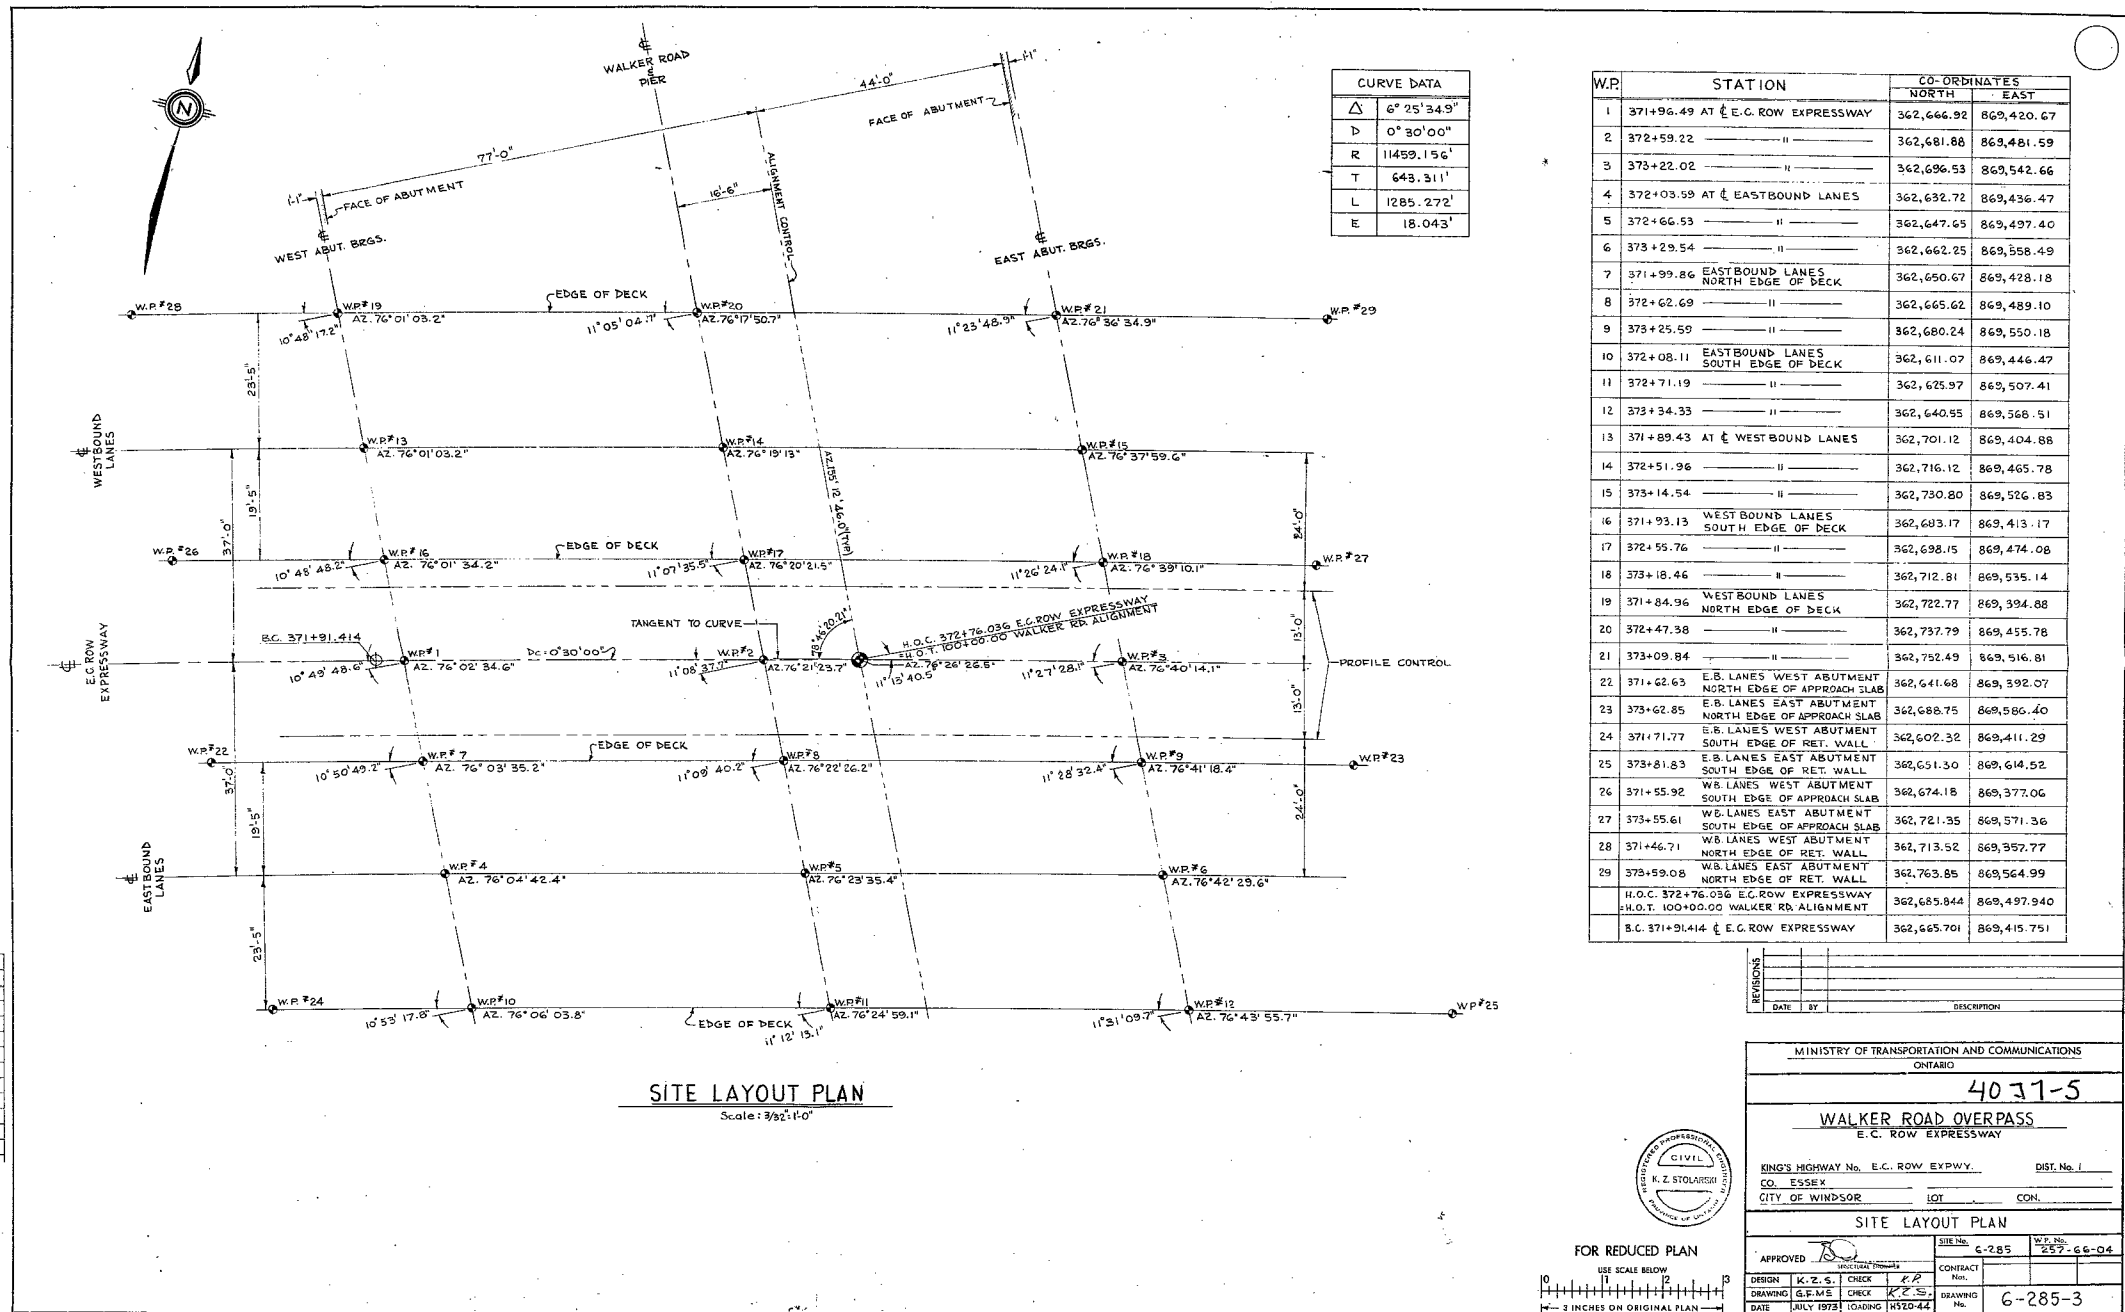 N
℄ WALKER ROAD
&
PIER
44'-0"
1'-1"
FACE OF ABUTMENT
77'-0"
1'-1"
FACE OF ABUTMENT
16'-6"
ALIGNMENT CONTROL
℄
WEST ABUT. BRGS.
℄
EAST ABUT. BRGS.
W.P.#28
W.P.#19
AZ. 76°01'03.2"
10°48'17.2"
EDGE OF DECK
W.P.#20
AZ. 76°17'50.7"
11°05'04.7"
W.P.#21
AZ. 76°36'34.9"
11°23'48.9"
W.P.#29
23'-5"
℄ WESTBOUND
LANES
W.P.#13
AZ. 76°01'03.2"
W.P.#14
AZ. 76°19'13"
W.P.#15
AZ. 76°37'59.6"
AZ. 155°12'46.0"(TYP)
19'-5"
37'-0"
24'-0"
W.P.#26
W.P.#16
AZ. 76°01'34.2"
10°48'48.2"
EDGE OF DECK
W.P.#17
AZ. 76°20'21.5"
11°07'35.5"
W.P.#18
AZ. 76°39'10.1"
11°26'24.1"
W.P.#27
13'-0"
TANGENT TO CURVE
78°46'20.21"
H.O.C. 372+76.036 E.C.ROW EXPRESSWAY
=H.O.T. 100+00.00 WALKER RD. ALIGNMENT
B.C. 371+91.414
℄ E.C.ROW
EXPRESSWAY
W.P.#1
AZ. 76°02'34.6"
10°49'48.6"
Dc=0°30'00"
W.P.#2
AZ. 76°21'23.7"
11°08'37.7"
AZ. 76°26'26.5"
11°13'40.5"
W.P.#3
AZ. 76°40'14.1"
11°27'28.1"
PROFILE CONTROL
13'-0"
W.P.#22
W.P.#7
AZ. 76°03'35.2"
10°50'49.2"
EDGE OF DECK
W.P.#8
AZ. 76°22'26.2"
11°09'40.2"
W.P.#9
AZ. 76°41'18.4"
11°28'32.4"
W.P.#23
37'-0"
19'-5"
24'-0"
℄ EASTBOUND
LANES
W.P.#4
AZ. 76°04'42.4"
W.P.#5
AZ. 76°23'35.4"
W.P.#6
AZ. 76°42'29.6"
23'-5"
W.P.#24
W.P.#10
AZ. 76°06'03.8"
10°53'17.8"
EDGE OF DECK
W.P.#11
AZ. 76°24'59.1"
11°12'13.1"
W.P.#12
AZ. 76°43'55.7"
11°31'09.7"
W.P.#25
SITE LAYOUT PLAN
Scale: 3/32"=1'-0"
CURVE DATA
Δ 6°25'34.9"
D 0°30'00"
R 11459.156'
T 643.311'
L 1285.272'
E 18.043'
W.P. STATION CO-ORDINATES
NORTH EAST
1 371+96.49 AT ℄ E.C. ROW EXPRESSWAY 362,666.92 869,420.67
2 372+59.22 —"— 362,681.88 869,481.59
3 373+22.02 —"— 362,696.53 869,542.66
4 372+03.59 AT ℄ EASTBOUND LANES 362,632.72 869,436.47
5 372+66.53 —"— 362,647.65 869,497.40
6 373+29.54 —"— 362,662.25 869,558.49
7 371+99.86 EASTBOUND LANES
NORTH EDGE OF DECK 362,650.67 869,428.18
8 372+62.69 —"— 362,665.62 869,489.10
9 373+25.59 —"— 362,680.24 869,550.18
10 372+08.11 EASTBOUND LANES
SOUTH EDGE OF DECK 362,611.07 869,446.47
11 372+71.19 —"— 362,625.97 869,507.41
12 373+34.33 —"— 362,640.55 869,568.51
13 371+89.43 AT ℄ WESTBOUND LANES 362,701.12 869,404.88
14 372+51.96 —"— 362,716.12 869,465.78
15 373+14.54 —"— 362,730.80 869,526.83
16 371+93.13 WESTBOUND LANES
SOUTH EDGE OF DECK 362,683.17 869,413.17
17 372+55.76 —"— 362,698.15 869,474.08
18 373+18.46 —"— 362,712.81 869,535.14
19 371+84.96 WESTBOUND LANES
NORTH EDGE OF DECK 362,722.77 869,394.88
20 372+47.38 —"— 362,737.79 869,455.78
21 373+09.84 —"— 362,752.49 869,516.81
22 371+62.63 E.B. LANES WEST ABUTMENT
NORTH EDGE OF APPROACH SLAB 362,641.68 869,392.07
23 373+62.85 E.B. LANES EAST ABUTMENT
NORTH EDGE OF APPROACH SLAB 362,688.75 869,586.40
24 371+71.77 E.B. LANES WEST ABUTMENT
SOUTH EDGE OF RET. WALL 362,602.32 869,411.29
25 373+81.83 E.B. LANES EAST ABUTMENT
SOUTH EDGE OF RET. WALL 362,651.30 869,614.52
26 371+55.92 W.B. LANES WEST ABUTMENT
SOUTH EDGE OF APPROACH SLAB 362,674.18 869,377.06
27 373+55.61 W.B. LANES EAST ABUTMENT
SOUTH EDGE OF APPROACH SLAB 362,721.35 869,571.36
28 371+46.71 W.B. LANES WEST ABUTMENT
NORTH EDGE OF RET. WALL 362,713.52 869,357.77
29 373+59.08 W.B. LANES EAST ABUTMENT
NORTH EDGE OF RET. WALL 362,763.85 869,564.99
H.O.C. 372+76.036 E.C.ROW EXPRESSWAY
=H.O.T. 100+00.00 WALKER RD. ALIGNMENT 362,685.844 869,497.940
B.C. 371+91.414 ℄ E.C. ROW EXPRESSWAY 362,665.701 869,415.751
REVISIONS
DATE BY DESCRIPTION
MINISTRY OF TRANSPORTATION AND COMMUNICATIONS
ONTARIO
4037-5
WALKER ROAD OVERPASS
E.C. ROW EXPRESSWAY
KING'S HIGHWAY No. E.C. ROW EXPWY. DIST. No. 1
CO. ESSEX
CITY OF WINDSOR LOT CON.
SITE LAYOUT PLAN
APPROVED
STRUCTURAL ENGINEER
SITE No. 6-285
W.P. No. 257-66-04
CONTRACT No.
DESIGN K.Z.S. CHECK K.P.
DRAWING G.F.MS CHECK K.Z.S.
DATE JULY 1973 LOADING HS20-44
DRAWING No. 6-285-3
REGISTERED PROFESSIONAL ENGINEER
CIVIL
K. Z. STOLARSKI
PROVINCE OF ONTARIO
FOR REDUCED PLAN
USE SCALE BELOW
0 1 2 3
3 INCHES ON ORIGINAL PLAN